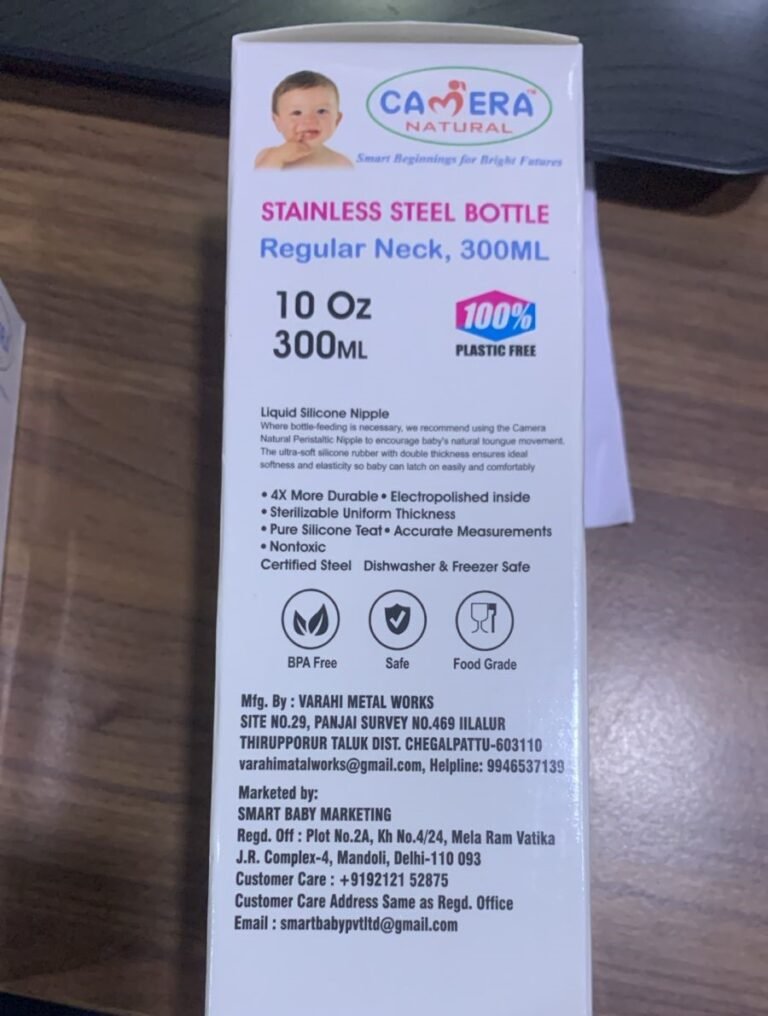 CAMERA™
NATURAL
Smart Beginnings for Bright Futures
STAINLESS STEEL BOTTLE
Regular Neck, 300ML
10 Oz
300ML
100%
PLASTIC FREE
Liquid Silicone Nipple
Where bottle-feeding is necessary, we recommend using the Camera
Natural Peristaltic Nipple to encourage baby's natural toungue movement.
The ultra-soft silicone rubber with double thickness ensures ideal
softness and elasticity so baby can latch on easily and comfortably
• 4X More Durable • Electropolished inside
• Sterilizable Uniform Thickness
• Pure Silicone Teat • Accurate Measurements
• Nontoxic
Certified Steel Dishwasher & Freezer Safe
BPA Free
Safe
Food Grade
Mfg. By : VARAHI METAL WORKS
SITE NO.29, PANJAI SURVEY NO.469 IILALUR
THIRUPPORUR TALUK DIST. CHEGALPATTU-603110
varahimatalworks@gmail.com, Helpline: 9946537139
Marketed by:
SMART BABY MARKETING
Regd. Off : Plot No.2A, Kh No.4/24, Mela Ram Vatika
J.R. Complex-4, Mandoli, Delhi-110 093
Customer Care : +9192121 52875
Customer Care Address Same as Regd. Office
Email : smartbabypvtltd@gmail.com